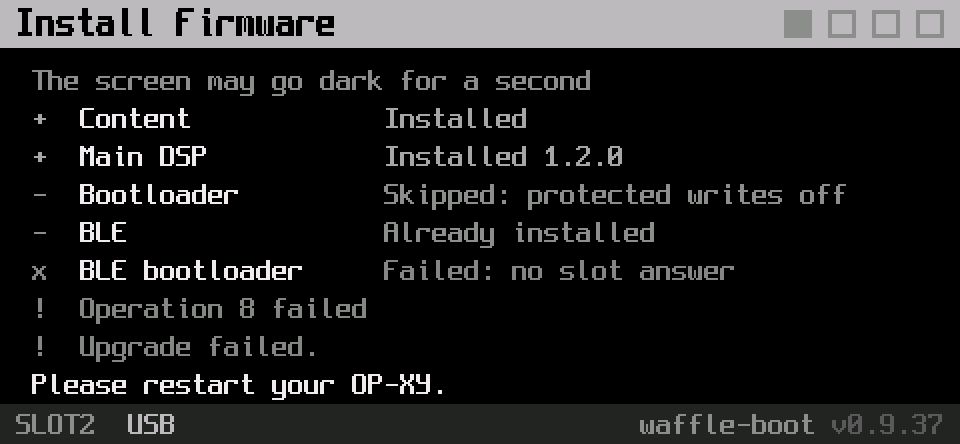 Install Firmware
The screen may go dark for a second
+ Content Installed
+ Main DSP Installed 1.2.0
- Bootloader Skipped: protected writes off
- BLE Already installed
x BLE bootloader Failed: no slot answer
! Operation 8 failed
! Upgrade failed.
Please restart your OP-XY.
SLOT2 USB waffle-boot v0.9.37